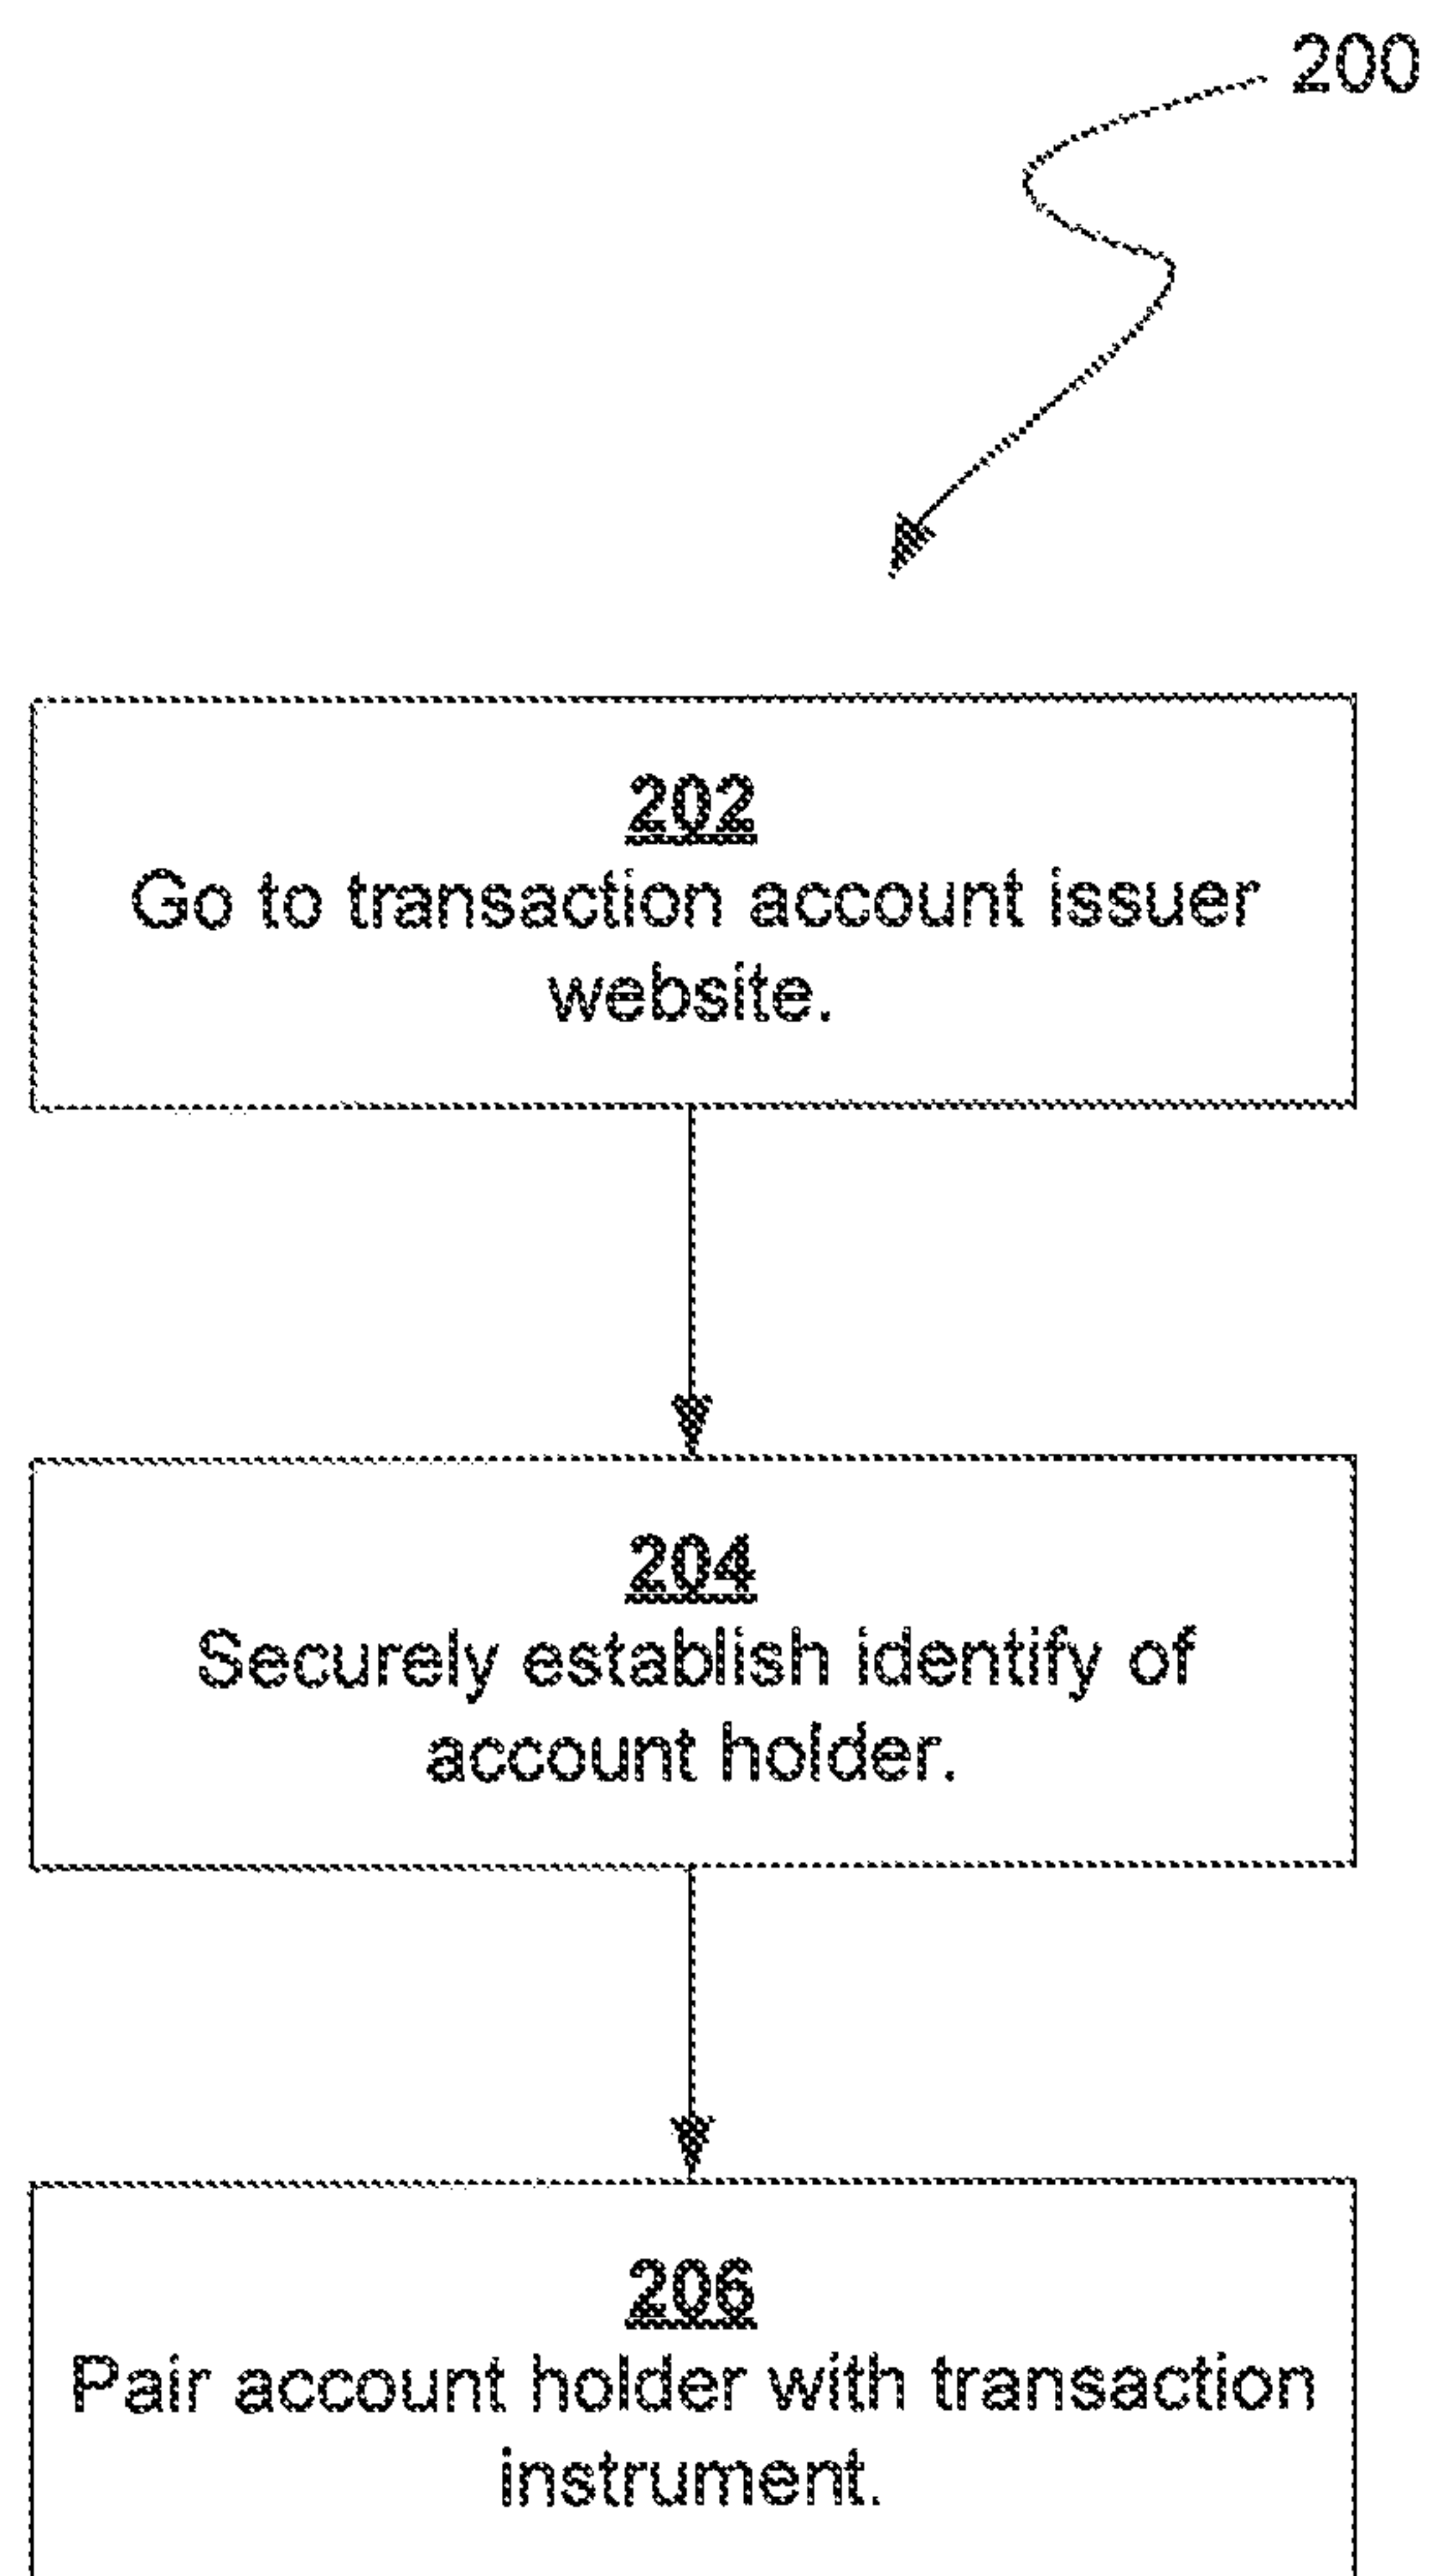 200
202
Go to transaction account issuer
website.
204
Securely establish identify of
account holder.
206
Pair account holder with transaction
instrument.